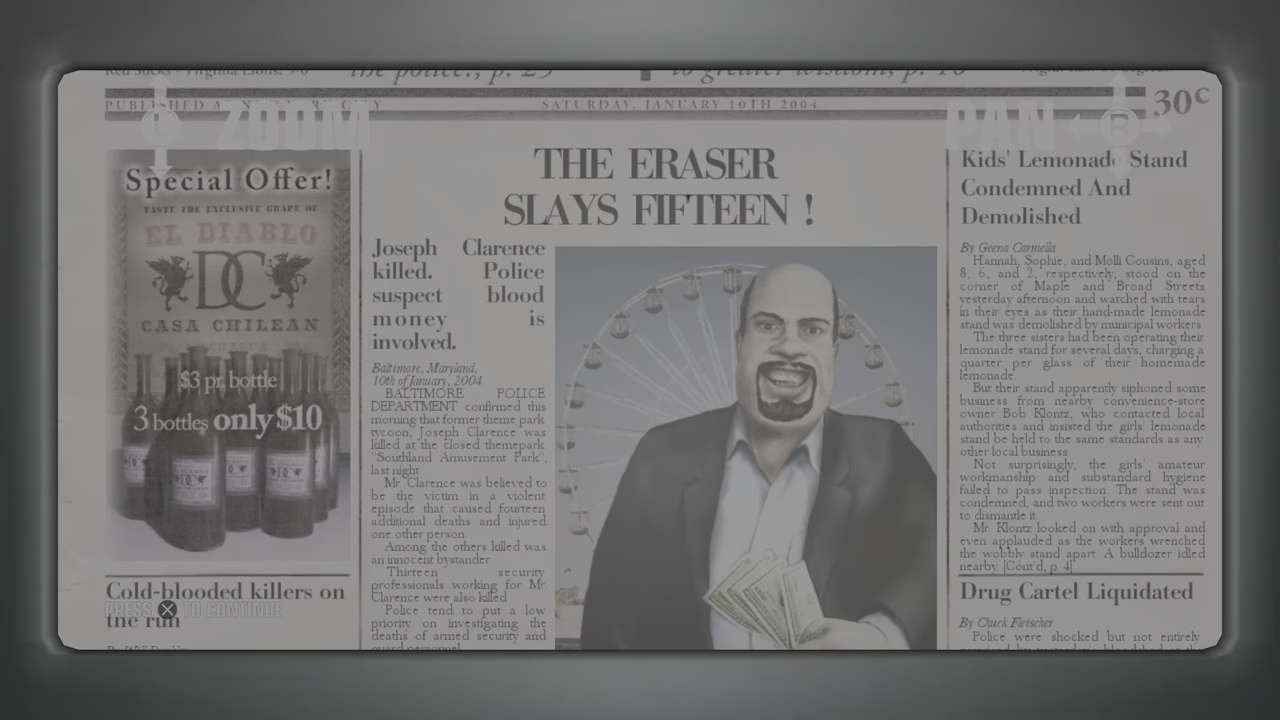 the police?, p. 23
to greater wisdom, p. 16
PUBLISHED A NEW YORK CITY
SATURDAY, JANUARY 10TH 2004
30c
ZOOM
L
PAN
R
Special Offer!
TASTE THE EXCLUSIVE GRAPE OF
EL DIABLO
DC
CASA CHILEAN
$3 pr. bottle
3 bottles only $10
Cold-blooded killers on
the run
PRESS X TO CONTINUE
THE ERASER
SLAYS FIFTEEN !
Joseph Clarence
killed. Police
suspect blood
money is
involved.
Baltimore, Maryland,
10th of January, 2004
BALTIMORE POLICE
DEPARTMENT confirmed this
morning that former theme park
tycoon, Joseph Clarence was
killed at the closed themepark
"Southland Amusement Park",
last night.
Mr. Clarence was believed to
be the victim in a violent
episode that caused fourteen
additional deaths and injured
one other person
Among the others killed was
an innocent bystander
Thirteen security
professionals working for Mr.
Clarence were also killed
Police tend to put a low
priority on investigating the
deaths of armed security and
guard personnel
Kids' Lemonade Stand
Condemned And
Demolished
By Geena Carmella
Hannah, Sophie, and Molli Cousins, aged
8, 6, and 2, respectively, stood on the
corner of Maple and Broad Streets
yesterday afternoon and watched with tears
in their eyes as their hand-made lemonade
stand was demolished by municipal workers.
The three sisters had been operating their
lemonade stand for several days, charging a
quarter per glass of their homemade
lemonade.
But their stand apparently siphoned some
business from nearby convenience-store
owner Bob Klontz, who contacted local
authorities and insisted the girls' lemonade
stand be held to the same standards as any
other local business
Not surprisingly, the girls' amateur
workmanship and substandard hygiene
failed to pass inspection. The stand was
condemned, and two workers were sent out
to dismantle it
Mr. Klontz looked on with approval and
even applauded as the workers wrenched
the wobbly stand apart. A bulldozer idled
nearby. [Cont'd, p. 4]
Drug Cartel Liquidated
By Chuck Fletscher
Police were shocked but not entirely